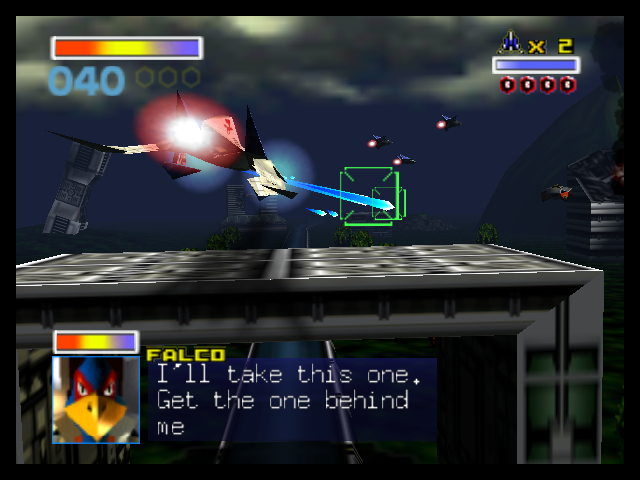 040
x 2
FALCO
I'll take this one.
Get the one behind
me